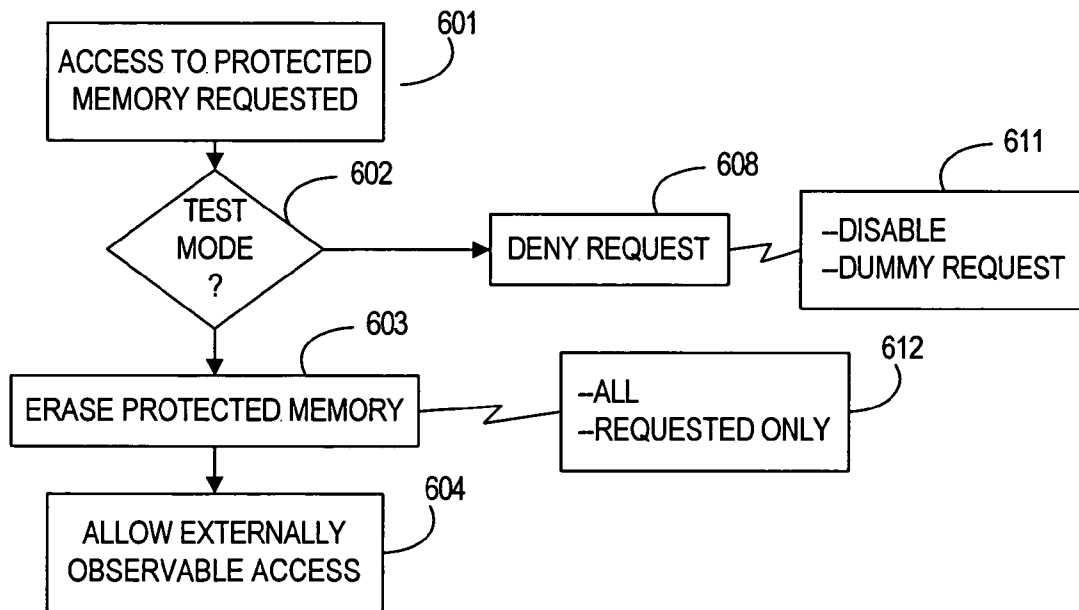 601
ACCESS TO PROTECTED
MEMORY REQUESTED
602
TEST
MODE
?
608
DENY REQUEST
611
–DISABLE
–DUMMY REQUEST
603
ERASE PROTECTED MEMORY
612
–ALL
–REQUESTED ONLY
604
ALLOW EXTERNALLY
OBSERVABLE ACCESS